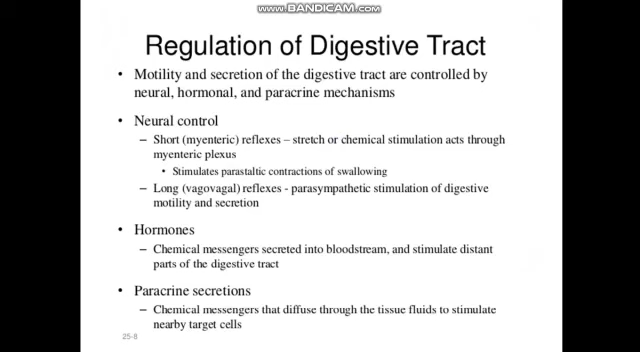 www.BANDICAM.com
Regulation of Digestive Tract
• Motility and secretion of the digestive tract are controlled by
neural, hormonal, and paracrine mechanisms
• Neural control
– Short (myenteric) reflexes – stretch or chemical stimulation acts through
myenteric plexus
• Stimulates parastaltic contractions of swallowing
– Long (vagovagal) reflexes - parasympathetic stimulation of digestive
motility and secretion
• Hormones
– Chemical messengers secreted into bloodstream, and stimulate distant
parts of the digestive tract
• Paracrine secretions
– Chemical messengers that diffuse through the tissue fluids to stimulate
nearby target cells
25-8